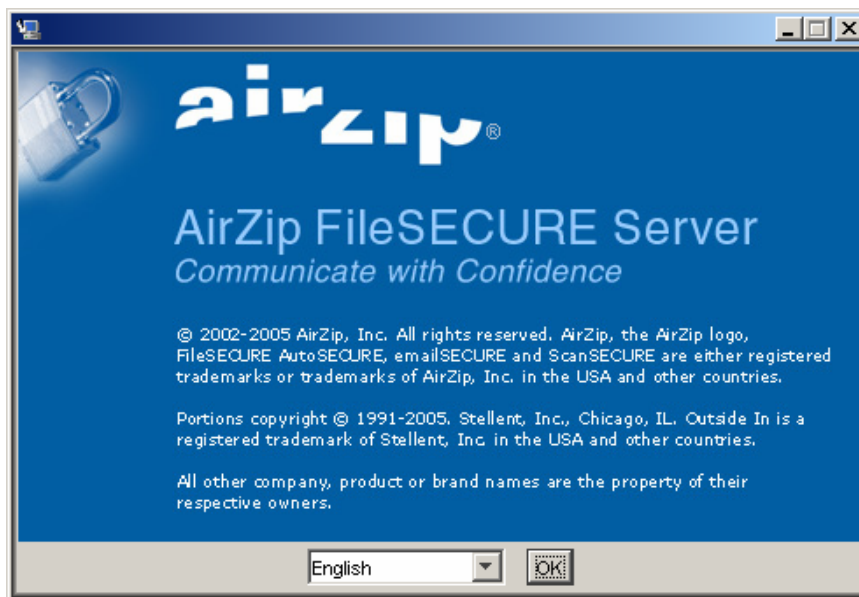 airzip®
AirZip FileSECURE Server
Communicate with Confidence
© 2002-2005 AirZip, Inc. All rights reserved. AirZip, the AirZip logo,
FileSECURE AutoSECURE, emailSECURE and ScanSECURE are either registered
trademarks or trademarks of AirZip, Inc. in the USA and other countries.
Portions copyright © 1991-2005. Stellent, Inc., Chicago, IL. Outside In is a
registered trademark of Stellent, Inc. in the USA and other countries.
All other company, product or brand names are the property of their
respective owners.
English
OK